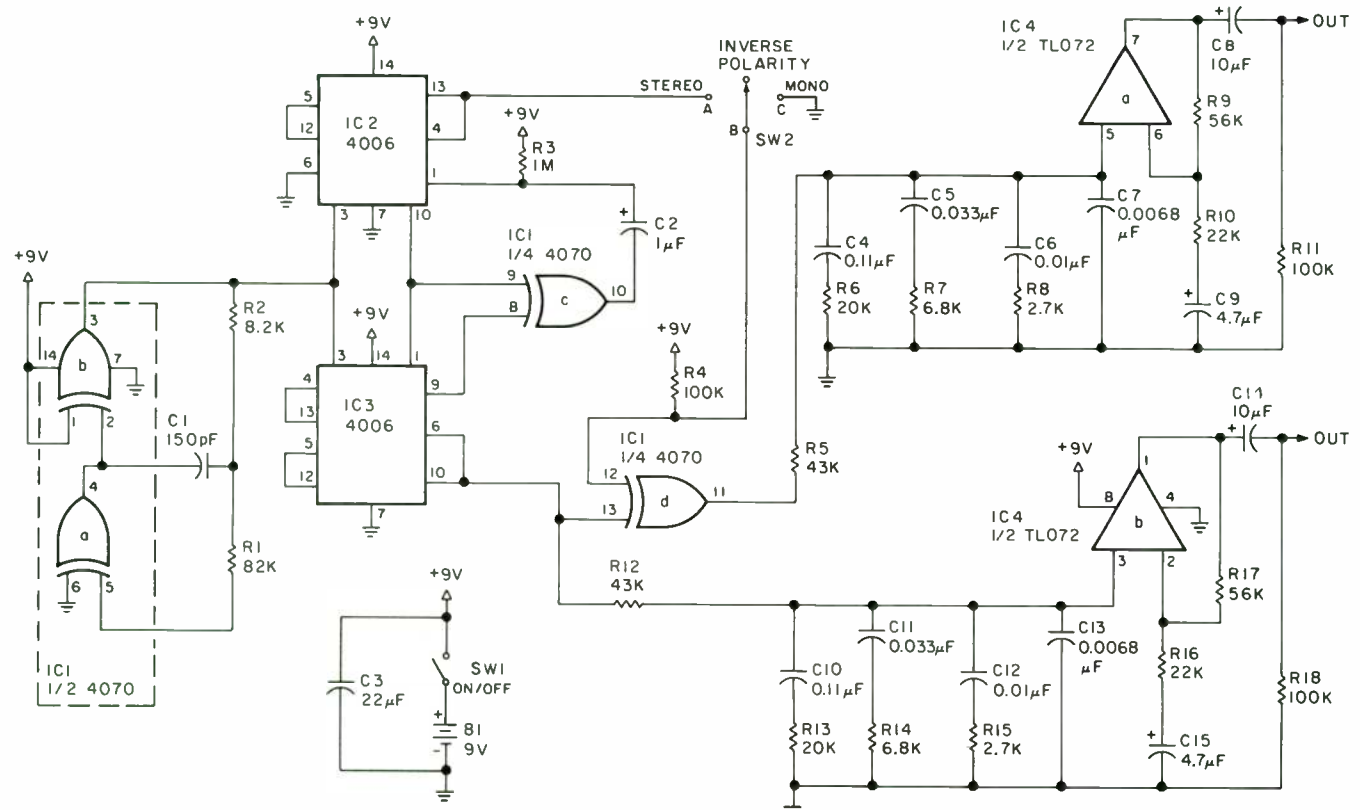 +9V
14
5
12
6
IC2
4006
13
4
1
3
7
10
+9V
R3
1M
STEREO
A
INVERSE
POLARITY
MONO
C
B
SW2
C2
1µF
+
IC1
1/4 4070
9
8
c
10
+9V
3
14
b
7
1
2
4
a
6
5
IC1
1/2 4070
C1
150pF
R2
8.2K
R1
82K
+9V
3
14
1
4
13
5
12
IC3
4006
9
6
10
7
+9V
R4
100K
IC1
1/4 4070
12
13
d
11
R5
43K
R12
43K
+9V
C3
22µF
SW1
ON/OFF
+
-
B1
9V
IC4
1/2 TL072
7
a
5
6
+
C8
10µF
OUT
R9
56K
R10
22K
R11
100K
+
C9
4.7µF
C4
0.11µF
R6
20K
C5
0.033µF
R7
6.8K
C6
0.01µF
R8
2.7K
C7
0.0068
µF
+9V
8
IC4
1/2 TL072
1
b
4
3
2
C14
10µF
+
OUT
R17
56K
R16
22K
R18
100K
+
C15
4.7µF
C10
0.11µF
R13
20K
C11
0.033µF
R14
6.8K
C12
0.01µF
R15
2.7K
C13
0.0068
µF